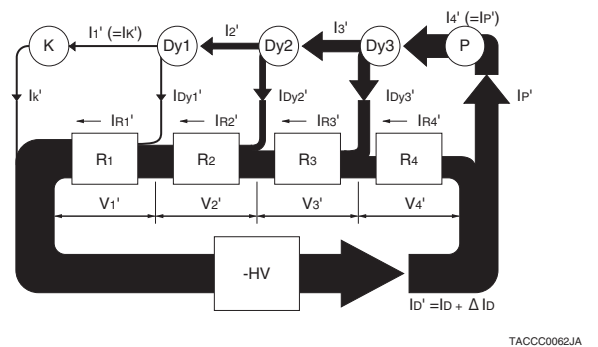 I1' (=IK') I2' I3' I4' (=IP')
K Dy1 Dy2 Dy3 P
Ik' IDy1' IDy2' IDy3' IP'
IR1' IR2' IR3' IR4'
R1 R2 R3 R4
V1' V2' V3' V4'
-HV
ID' =ID + Δ ID
TACCC0062JA